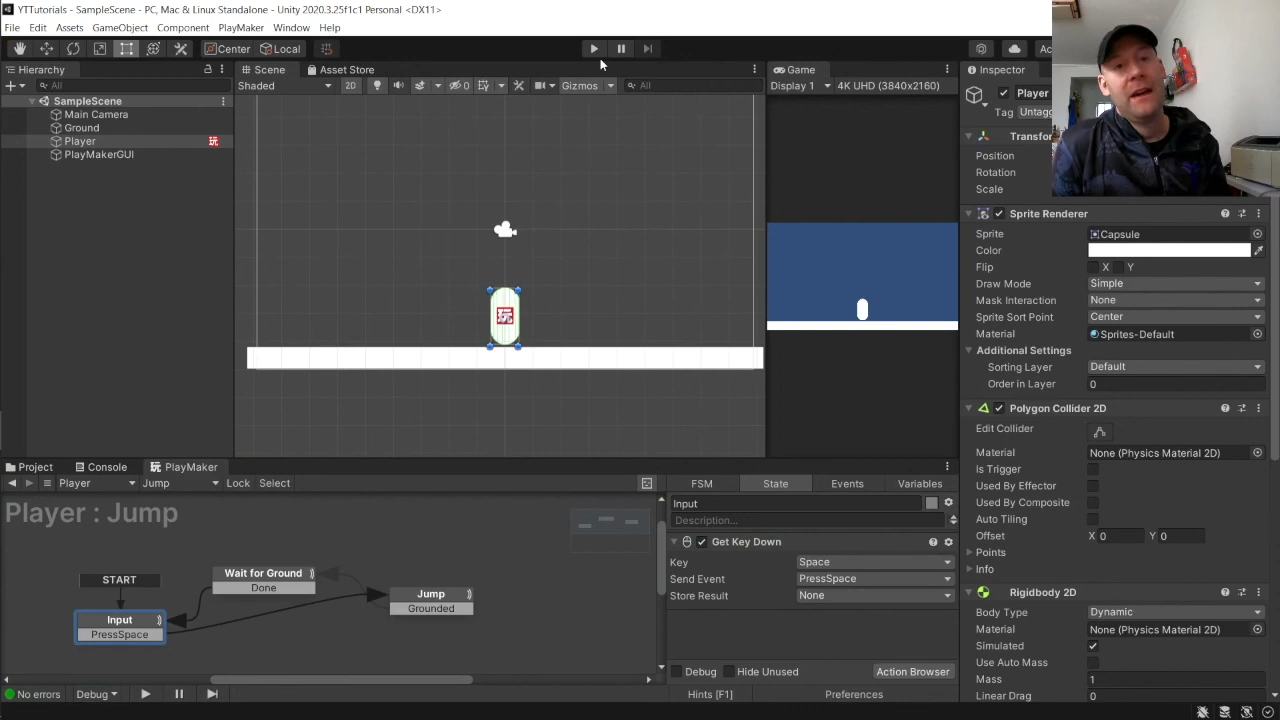 YTTutorials - SampleScene - PC, Mac & Linux Standalone - Unity 2020.3.25f1c1 Personal <DX11>
File Edit Assets GameObject Component PlayMaker Window Help
Center Local
Hierarchy
All
SampleScene
Main Camera
Ground
Player
玩
PlayMakerGUI
Scene Asset Store
Shaded 2D 0 Gizmos All
玩
Game
Display 1 4K UHD (3840x2160)
Inspector
Player
Tag
Position
Rotation
Scale
Sprite Renderer
Sprite Capsule
Color
Flip X Y
Draw Mode Simple
Mask Interaction None
Sprite Sort Point Center
Material Sprites-Default
Additional Settings
Sorting Layer Default
Order in Layer 0
Polygon Collider 2D
Edit Collider
Material None (Physics Material 2D)
Is Trigger
Used By Effector
Used By Composite
Auto Tiling
Offset X 0 Y 0
Points
Info
Rigidbody 2D
Body Type Dynamic
Material None (Physics Material 2D)
Simulated
Use Auto Mass
Mass 1
Linear Drag 0
Project Console PlayMaker
Player Jump Lock Select
Player : Jump
START
Input
PressSpace
Wait for Ground
Done
Jump
Grounded
FSM State Events Variables
Input
Description...
Get Key Down
Key Space
Send Event PressSpace
Store Result None
Debug Hide Unused Action Browser
No errors Debug
Hints [F1] Preferences